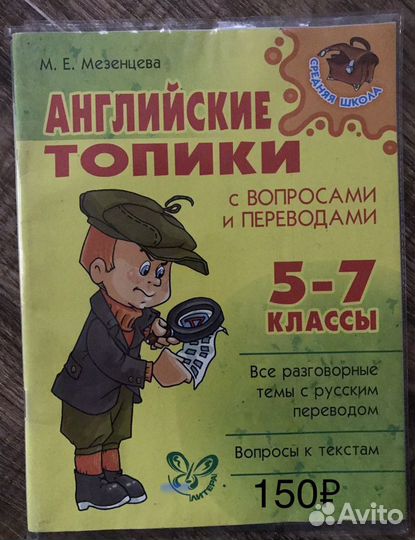 М. Е. Мезенцева
СРЕДНЯЯ ШКОЛА
АНГЛИЙСКИЕ
ТОПИКИ
С ВОПРОСАМИ
И ПЕРЕВОДАМИ
5-7
КЛАССЫ
Все разговорные
темы с русским
переводом
Вопросы к текстам
ЛИТЕРА
150₽
Avito